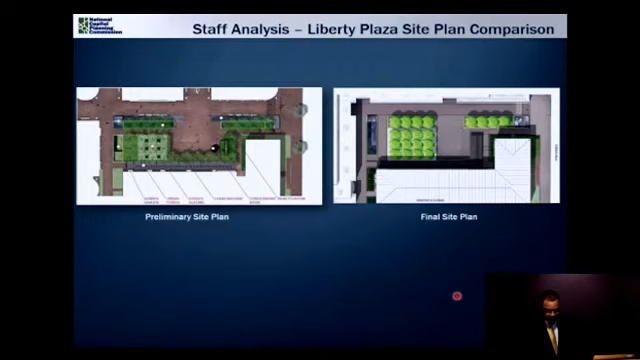 National
Capital
Planning
Commission
Staff Analysis – Liberty Plaza Site Plan Comparison
Preliminary Site Plan
Final Site Plan